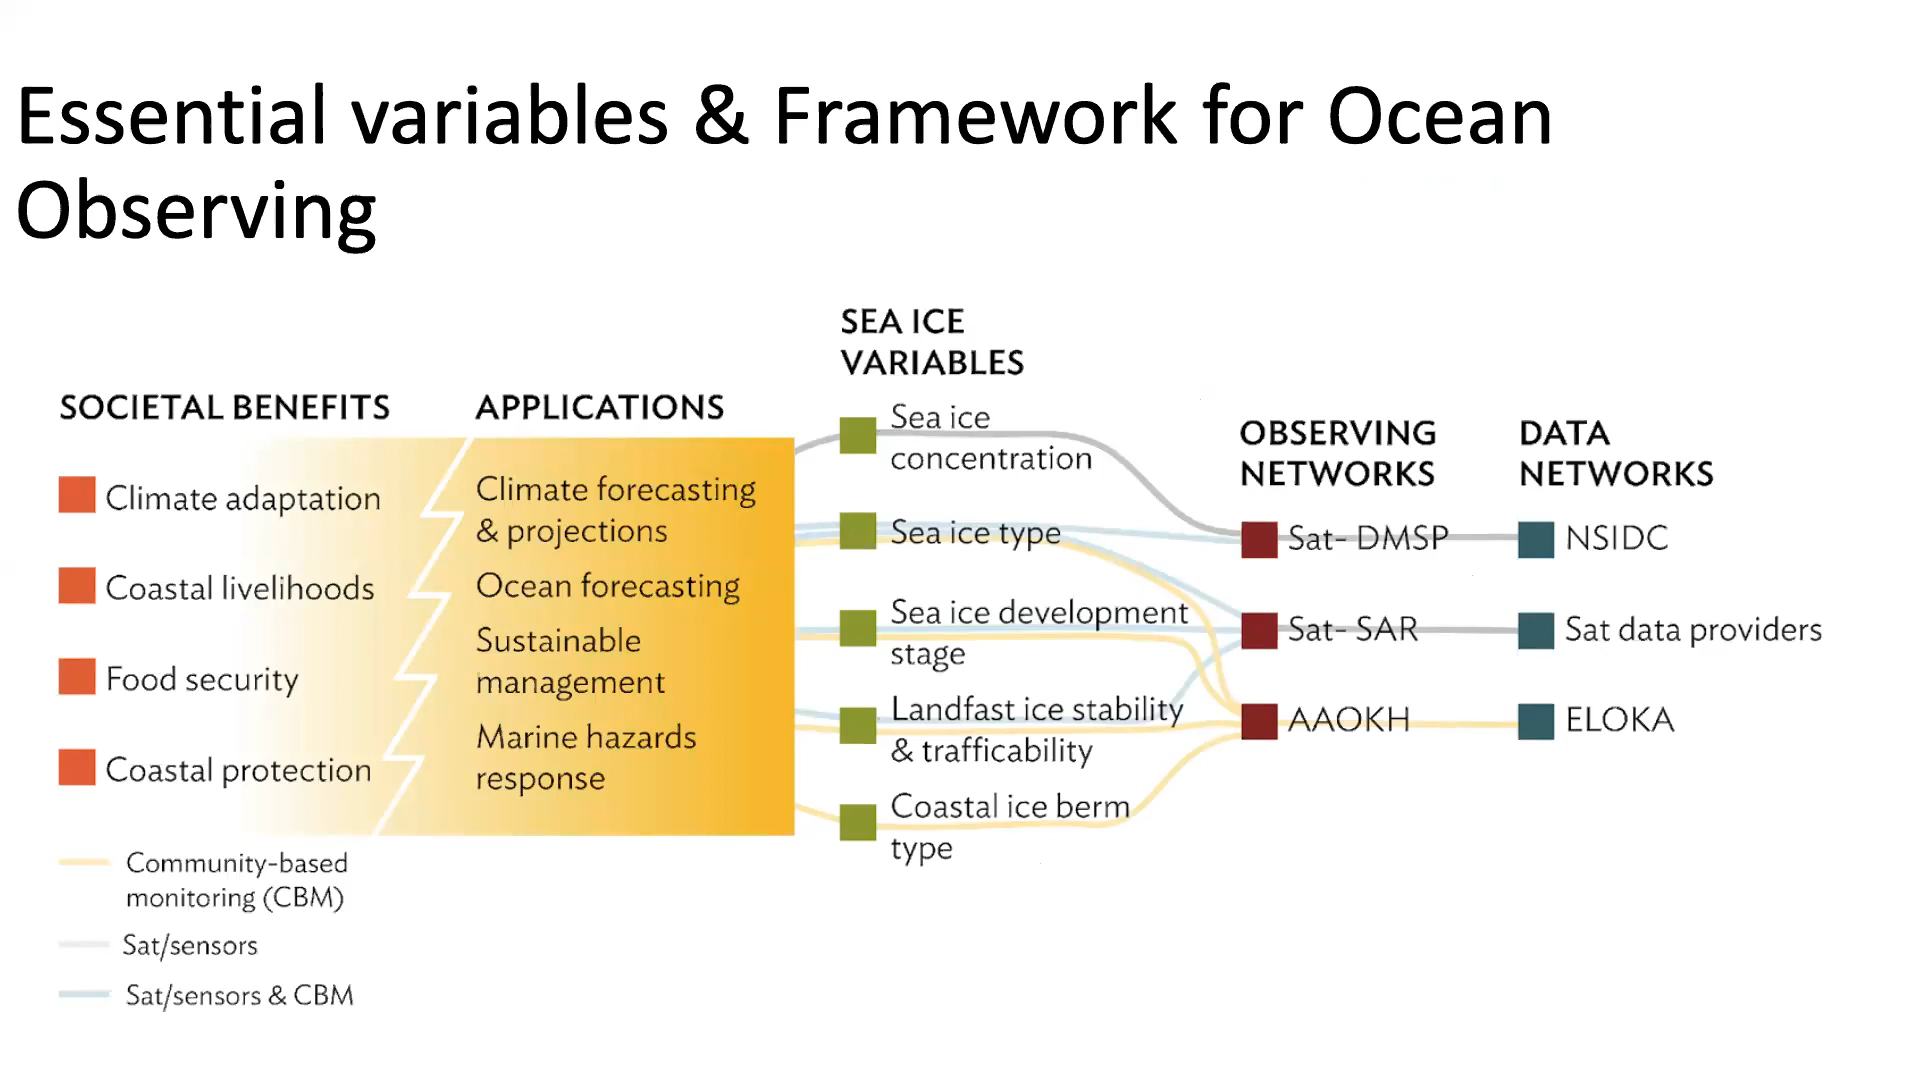 Essential variables & Framework for Ocean
Observing
SOCIETAL BENEFITS
Climate adaptation
Coastal livelihoods
Food security
Coastal protection
APPLICATIONS
Climate forecasting
& projections
Ocean forecasting
Sustainable
management
Marine hazards
response
SEA ICE
VARIABLES
Sea ice
concentration
Sea ice type
Sea ice development
stage
Landfast ice stability
& trafficability
Coastal ice berm
type
OBSERVING
NETWORKS
Sat- DMSP
Sat- SAR
AAOKH
DATA
NETWORKS
NSIDC
Sat data providers
ELOKA
Community-based
monitoring (CBM)
Sat/sensors
Sat/sensors & CBM